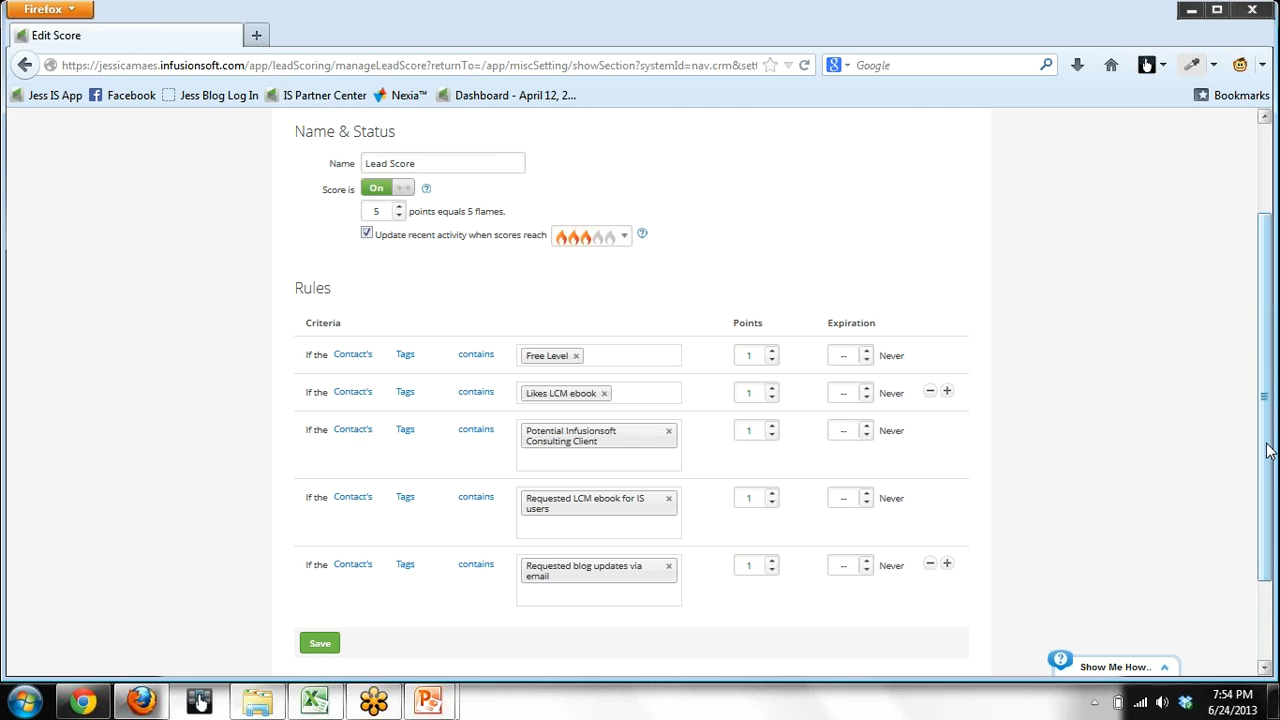 Firefox
Edit Score
https://jessicamaes.infusionsoft.com/app/leadScoring/manageLeadScore?returnTo=/app/miscSetting/showSection?systemId=nav.crm&set
Google
Jess IS App
Facebook
Jess Blog Log In
IS Partner Center
Nexia™
Dashboard - April 12, 2...
Bookmarks
Name & Status
Name
Lead Score
Score is
On
5
points equals 5 flames.
Update recent activity when scores reach
Rules
Criteria
Points
Expiration
If the Contact's Tags contains Free Level × 1 -- Never
If the Contact's Tags contains Likes LCM ebook × 1 -- Never
If the Contact's Tags contains Potential Infusionsoft × 1 -- Never
Consulting Client
If the Contact's Tags contains Requested LCM ebook for IS × 1 -- Never
users
If the Contact's Tags contains Requested blog updates via × 1 -- Never
email
Save
Show Me How..
7:54 PM
6/24/2013